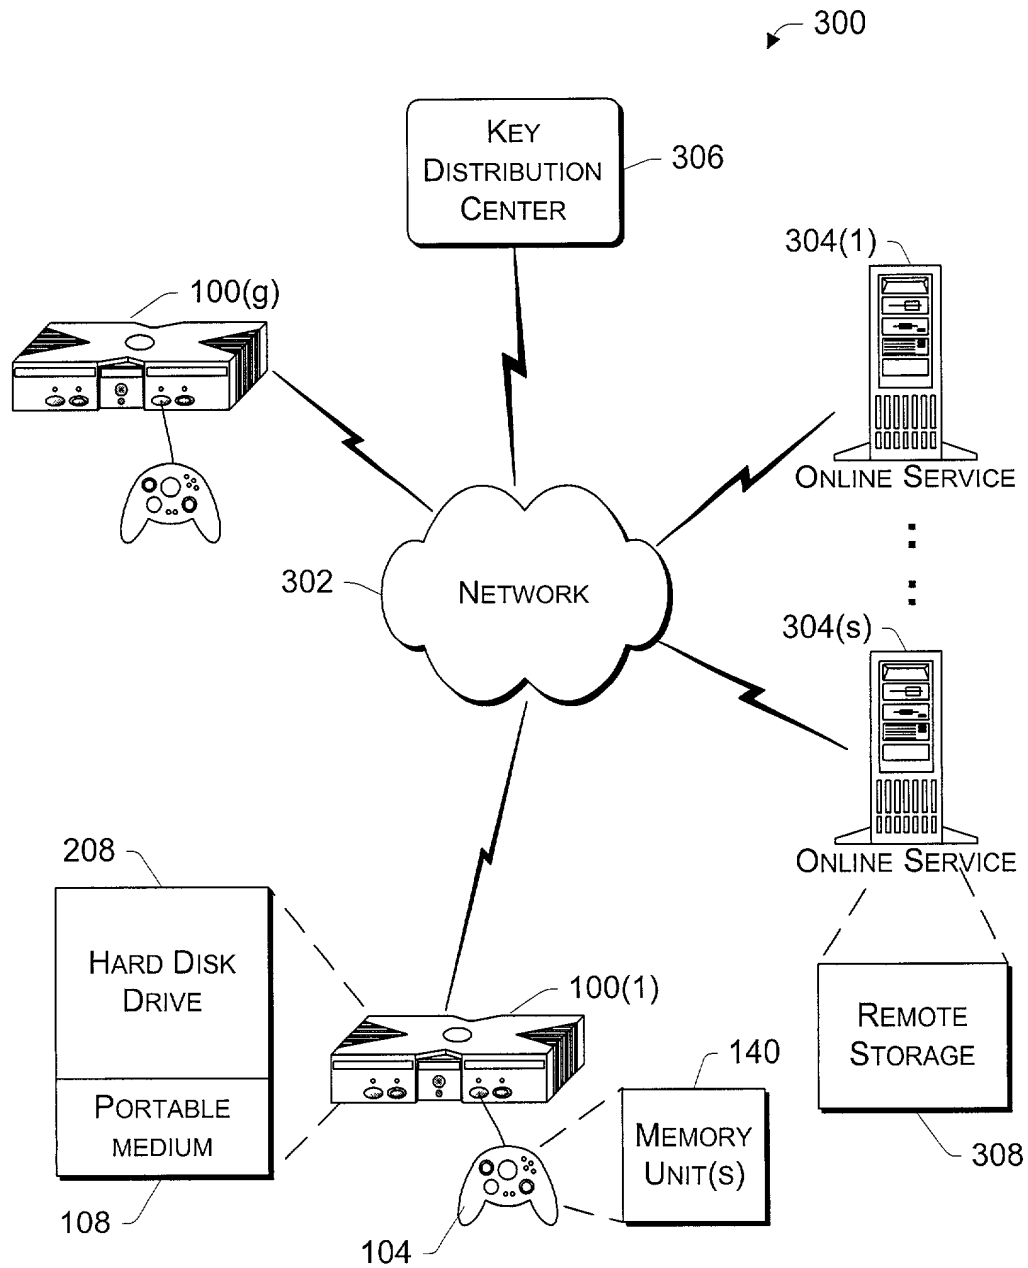 300
KEY
DISTRIBUTION
CENTER
306
304(1)
100(g)
ONLINE SERVICE
302
NETWORK
304(s)
ONLINE SERVICE
208
HARD DISK
DRIVE
PORTABLE
MEDIUM
108
100(1)
104
140
MEMORY
UNIT(S)
REMOTE
STORAGE
308